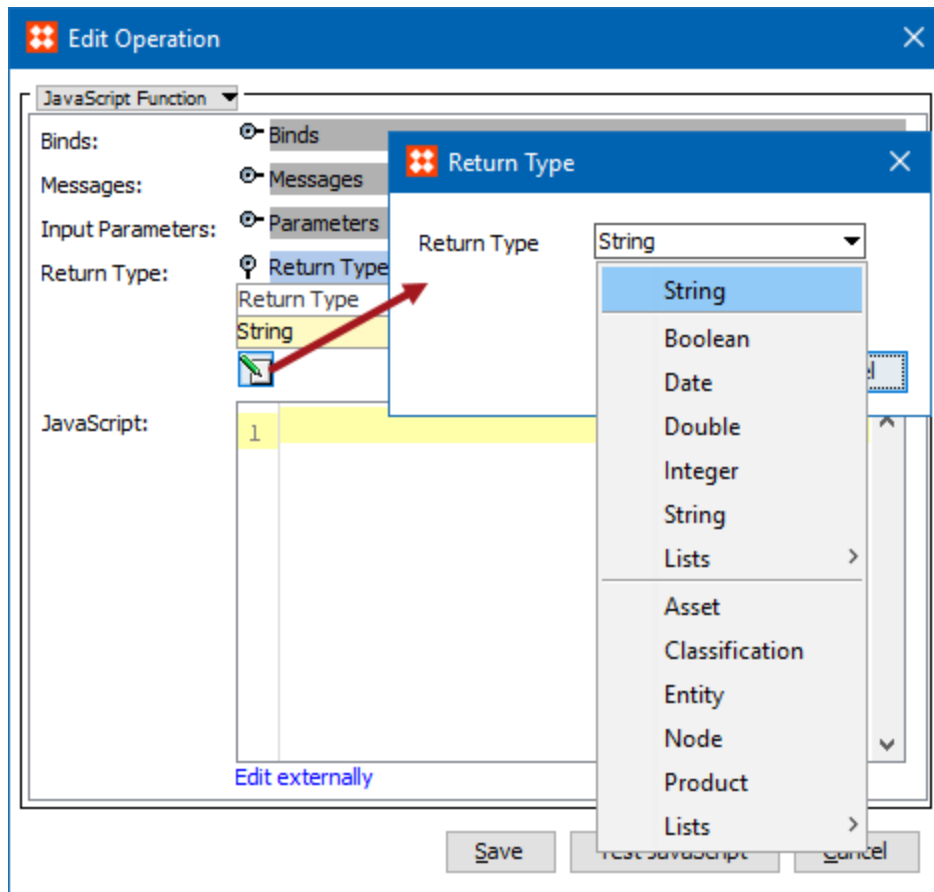 Edit Operation
JavaScript Function
Binds:
Binds
Messages:
Messages
Input Parameters:
Parameters
Return Type:
Return Type
Return Type
String
JavaScript:
1
Edit externally
Save
Test JavaScript
Cancel
Return Type
Return Type
String
String
Boolean
Date
Double
Integer
String
Lists
Asset
Classification
Entity
Node
Product
Lists